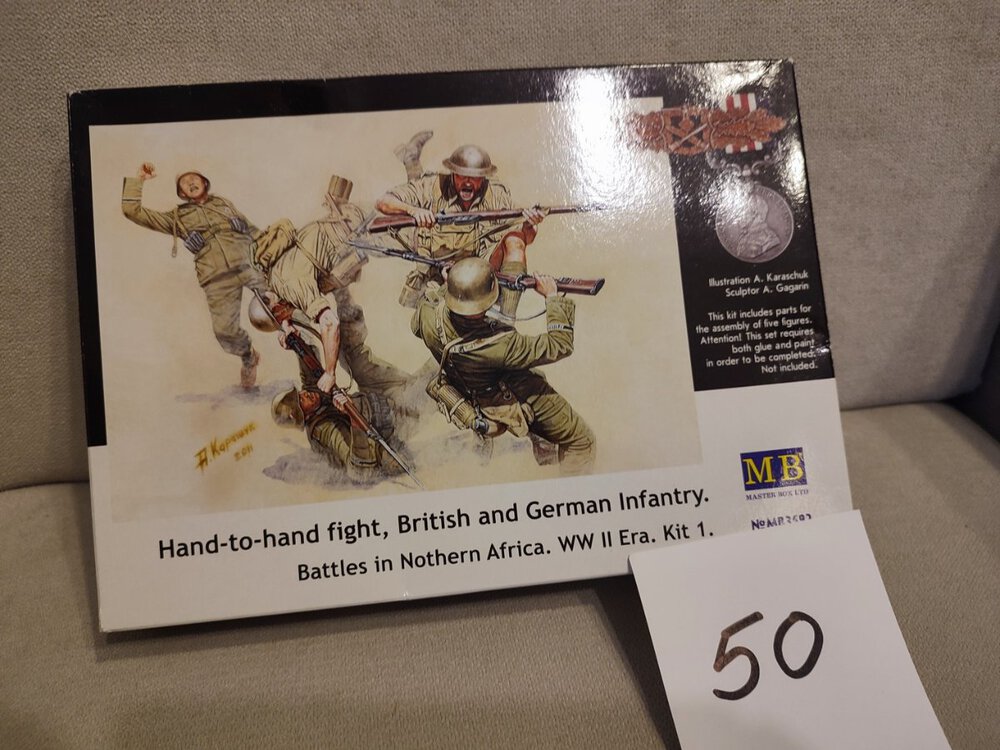 Illustration A. Karaschuk
Sculptor A. Gagarin
This kit includes parts for
the assembly of five figures.
Attention! This set requires
both glue and paint
in order to be completed.
Not included.
А. Каращук
2011
MB
MASTER BOX LTD
Hand-to-hand fight, British and German Infantry.
Battles in Nothern Africa. WW II Era. Kit 1.
50